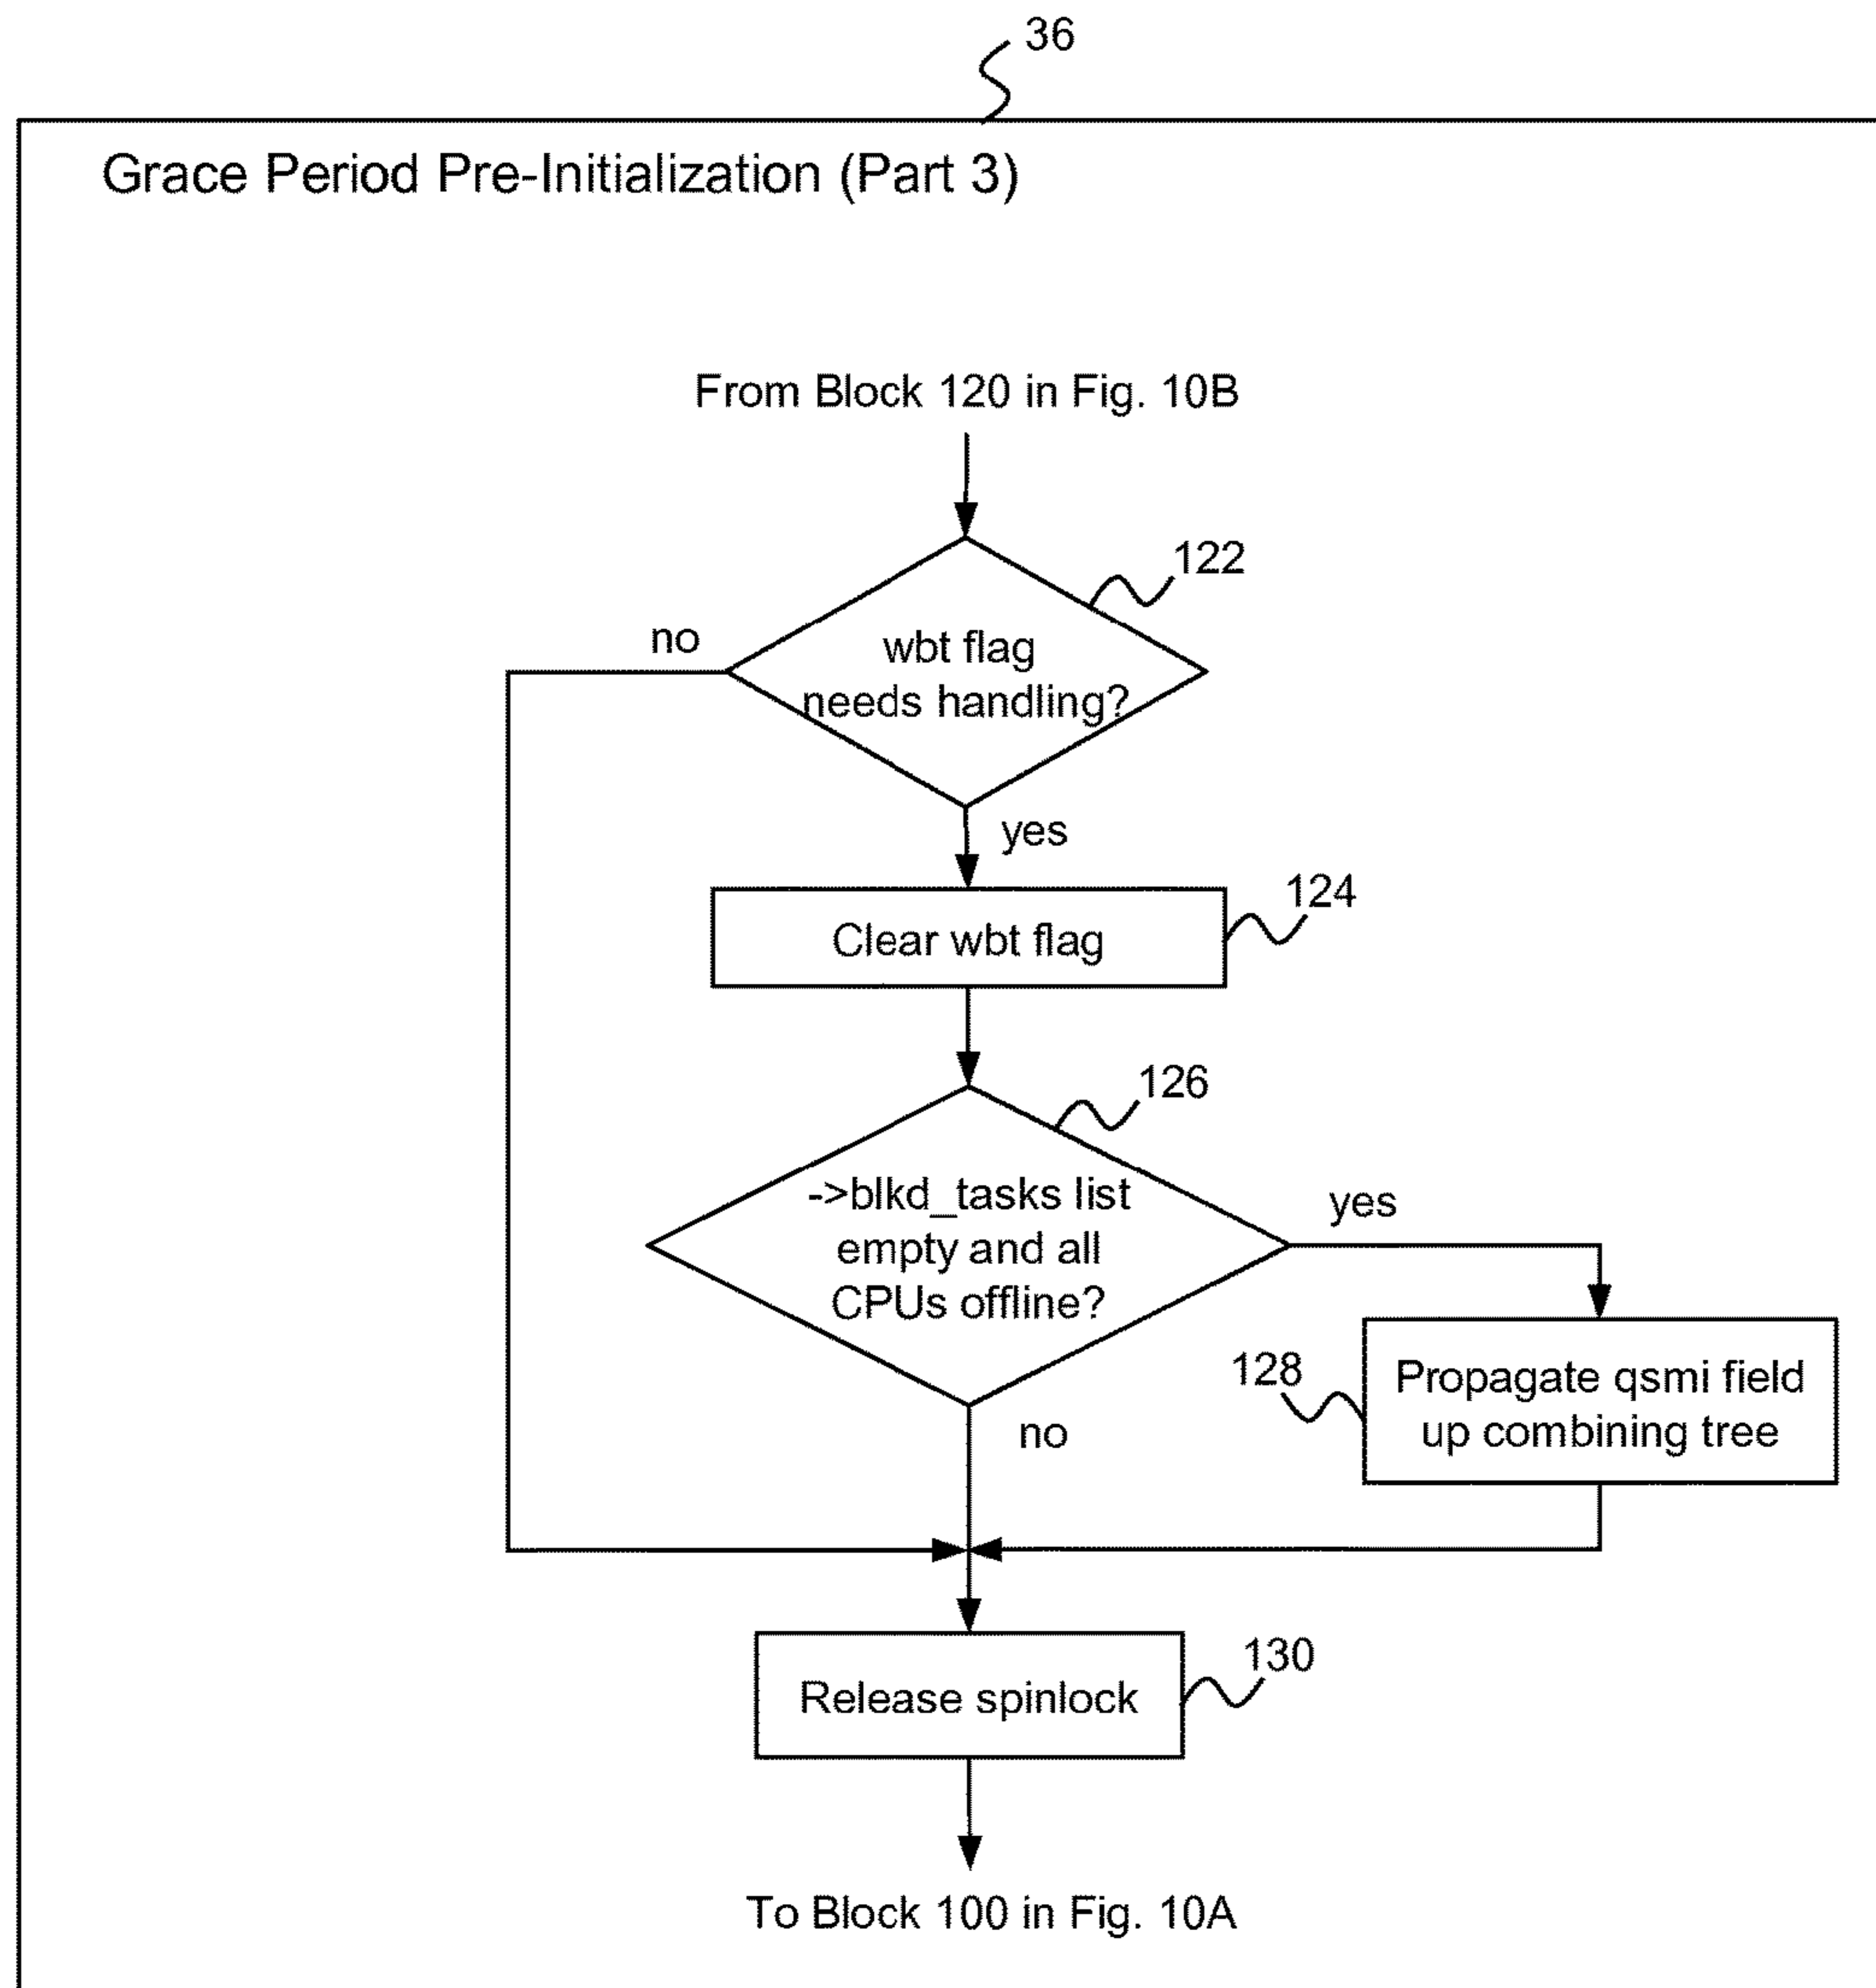 36
Grace Period Pre-Initialization (Part 3)
From Block 120 in Fig. 10B
122
no
wbt flag
needs handling?
yes
124
Clear wbt flag
126
->blkd_tasks list
empty and all
CPUs offline?
yes
128
Propagate qsmi field
up combining tree
no
130
Release spinlock
To Block 100 in Fig. 10A